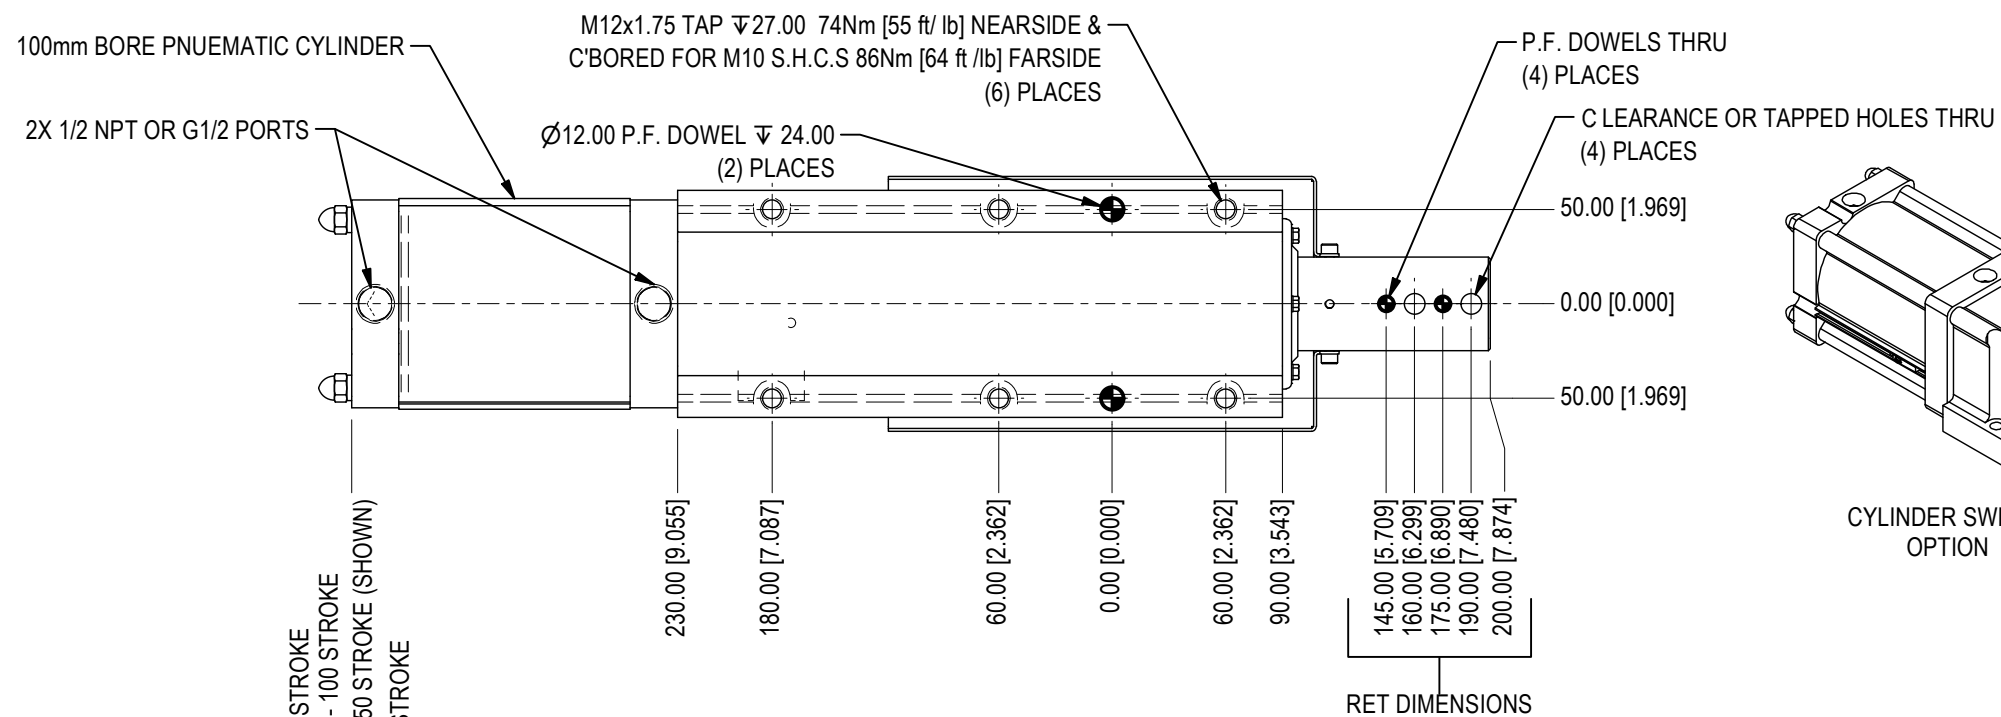 M12x1.75 TAP ↧27.00 74Nm [55 ft/ lb] NEARSIDE &
C'BORED FOR M10 S.H.C.S 86Nm [64 ft /lb] FARSIDE
(6) PLACES
100mm BORE PNUEMATIC CYLINDER
P.F. DOWELS THRU
(4) PLACES
2X 1/2 NPT OR G1/2 PORTS
Ø12.00 P.F. DOWEL ↧ 24.00
(2) PLACES
C LEARANCE OR TAPPED HOLES THRU
(4) PLACES
50.00 [1.969]
0.00 [0.000]
50.00 [1.969]
STROKE
- 100 STROKE
50 STROKE (SHOWN)
STROKE
230.00 [9.055]
180.00 [7.087]
60.00 [2.362]
0.00 [0.000]
60.00 [2.362]
90.00 [3.543]
145.00 [5.709]
160.00 [6.299]
175.00 [6.890]
190.00 [7.480]
200.00 [7.874]
RET DIMENSIONS
CYLINDER
OPTION